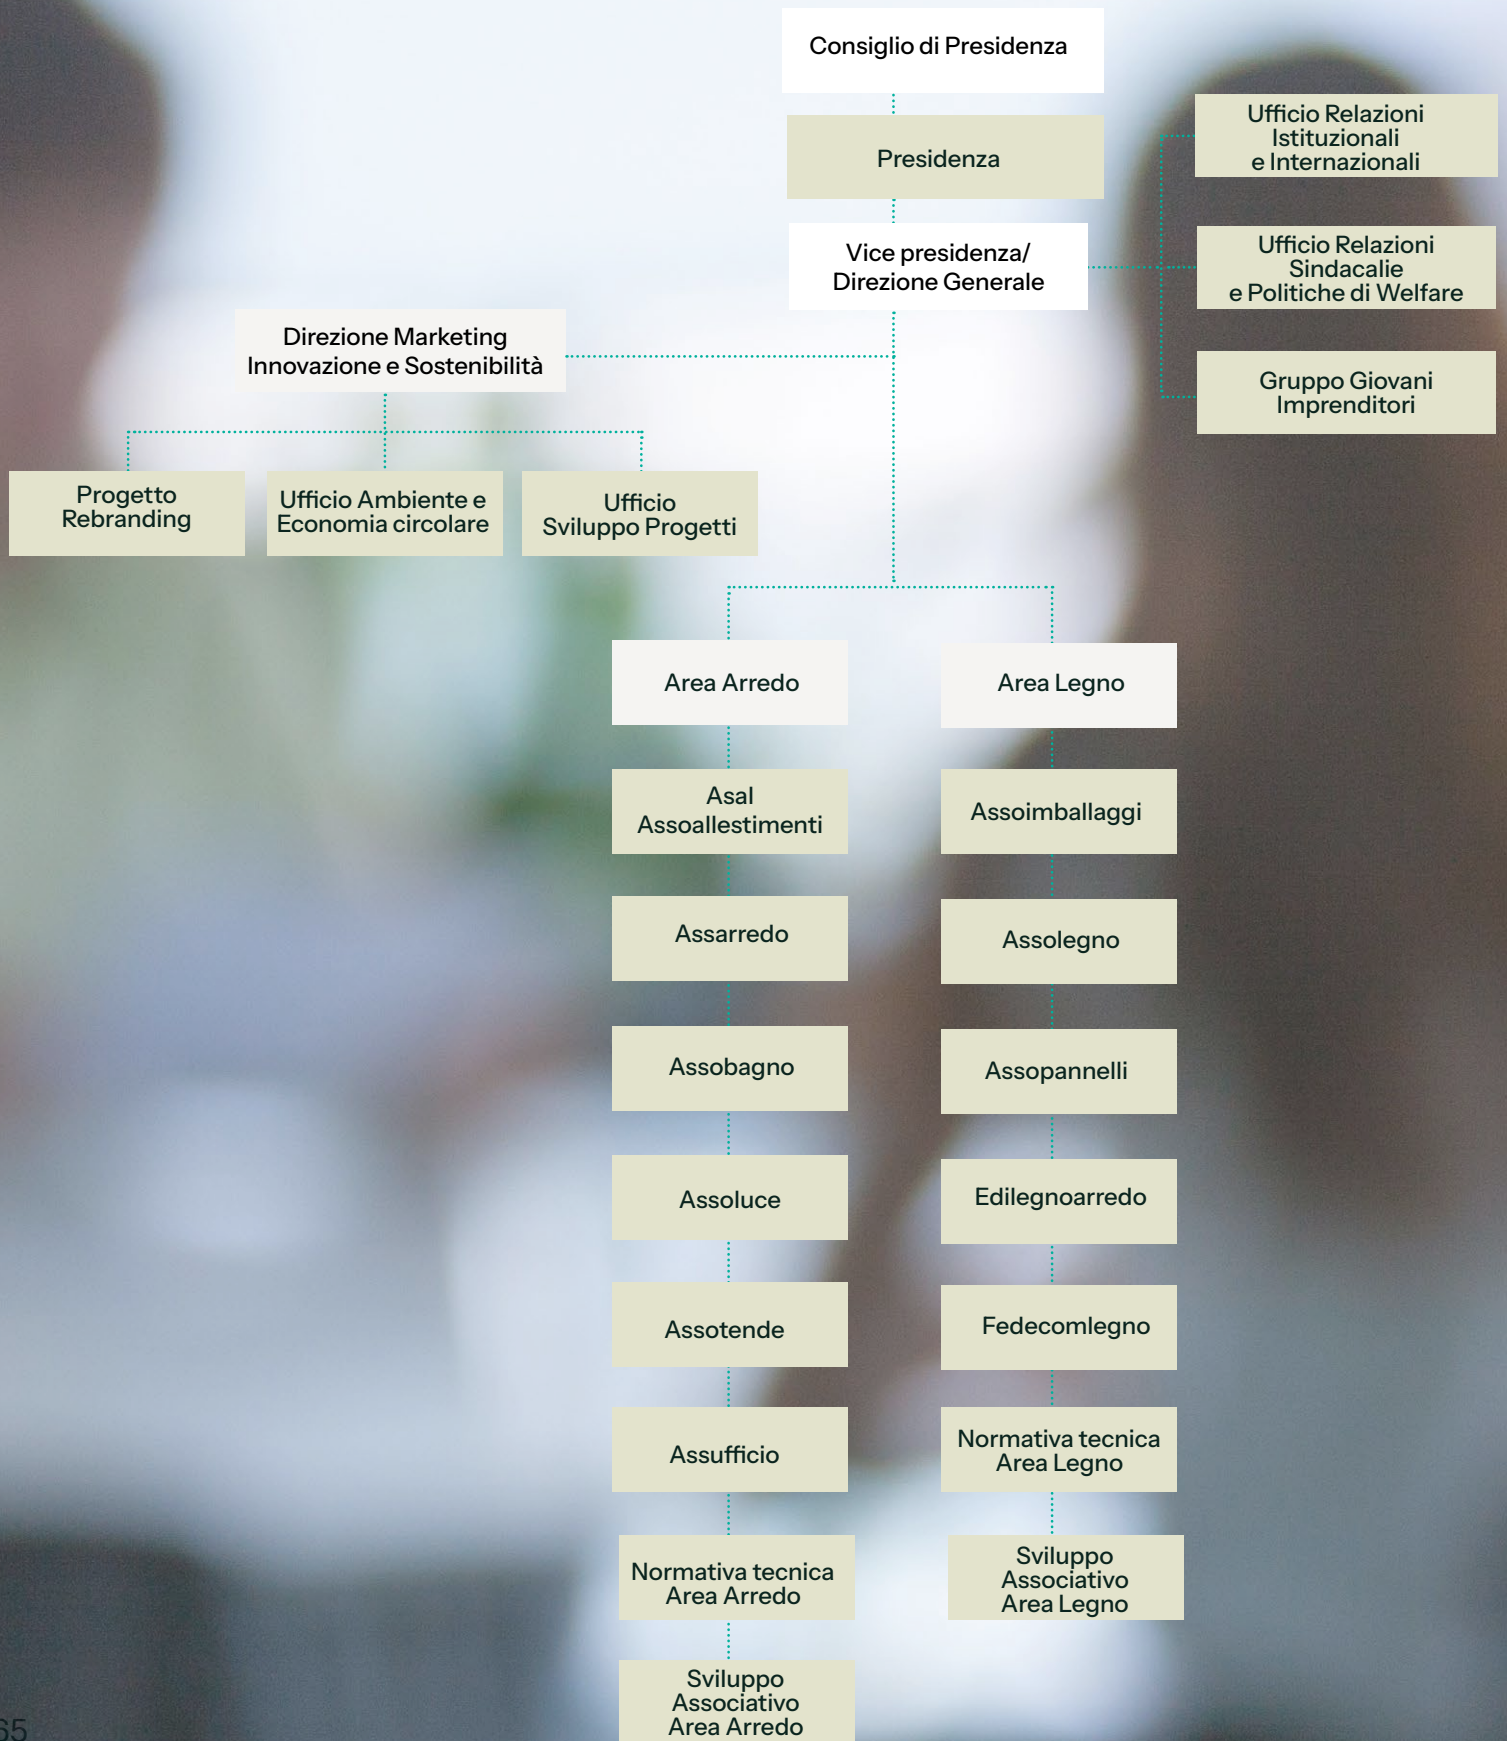 Consiglio di Presidenza
Presidenza
Vice presidenza/
Direzione Generale
Ufficio Relazioni
Istituzionali
e Internazionali
Ufficio Relazioni
Sindacalie
e Politiche di Welfare
Gruppo Giovani
Imprenditori
Direzione Marketing
Innovazione e Sostenibilità
Progetto
Rebranding
Ufficio Ambiente e
Economia circolare
Ufficio
Sviluppo Progetti
Area Arredo
Asal
Assoallestimenti
Assarredo
Assobagno
Assoluce
Assotende
Assufficio
Normativa tecnica
Area Arredo
Sviluppo
Associativo
Area Arredo
Area Legno
Assoimballaggi
Assolegno
Assopannelli
Edilegnoarredo
Fedecomlegno
Normativa tecnica
Area Legno
Sviluppo
Associativo
Area Legno
65